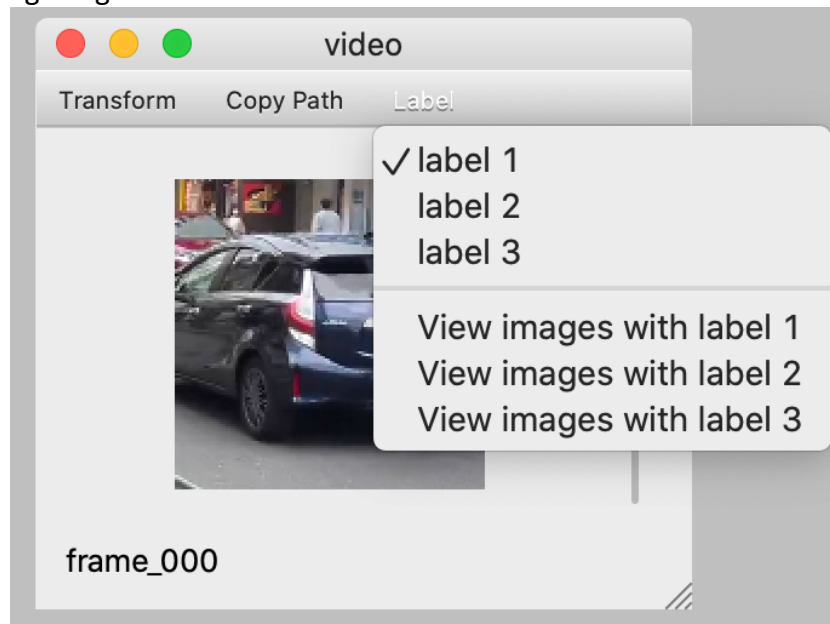 video
Transform Copy Path Label
✓ label 1
label 2
label 3
View images with label 1
View images with label 2
View images with label 3
frame_000